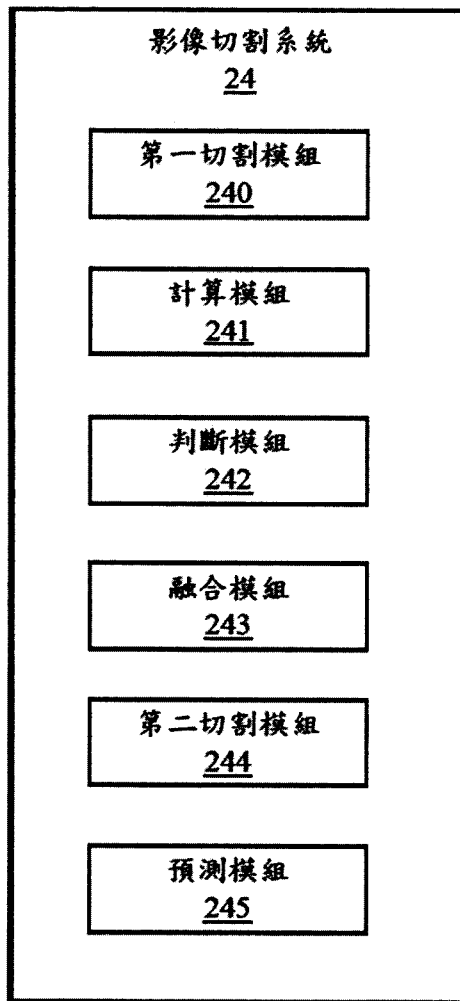 影像切割系統
24
第一切割模組
240
計算模組
241
判斷模組
242
融合模組
243
第二切割模組
244
預測模組
245